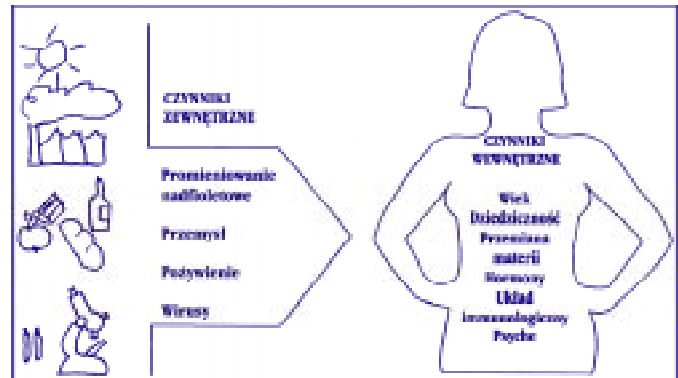 CZYNNIKI
ZEWNĘTRZNE
Promieniowanie
nadfioletowe
Przemysł
Pożywienie
Wirusy
CZYNNIKI
WEWNĘTRZNE
Wiek
Dziedziczność
Przemiana
materii
Hormony
Układ
immunologiczny
Psyche